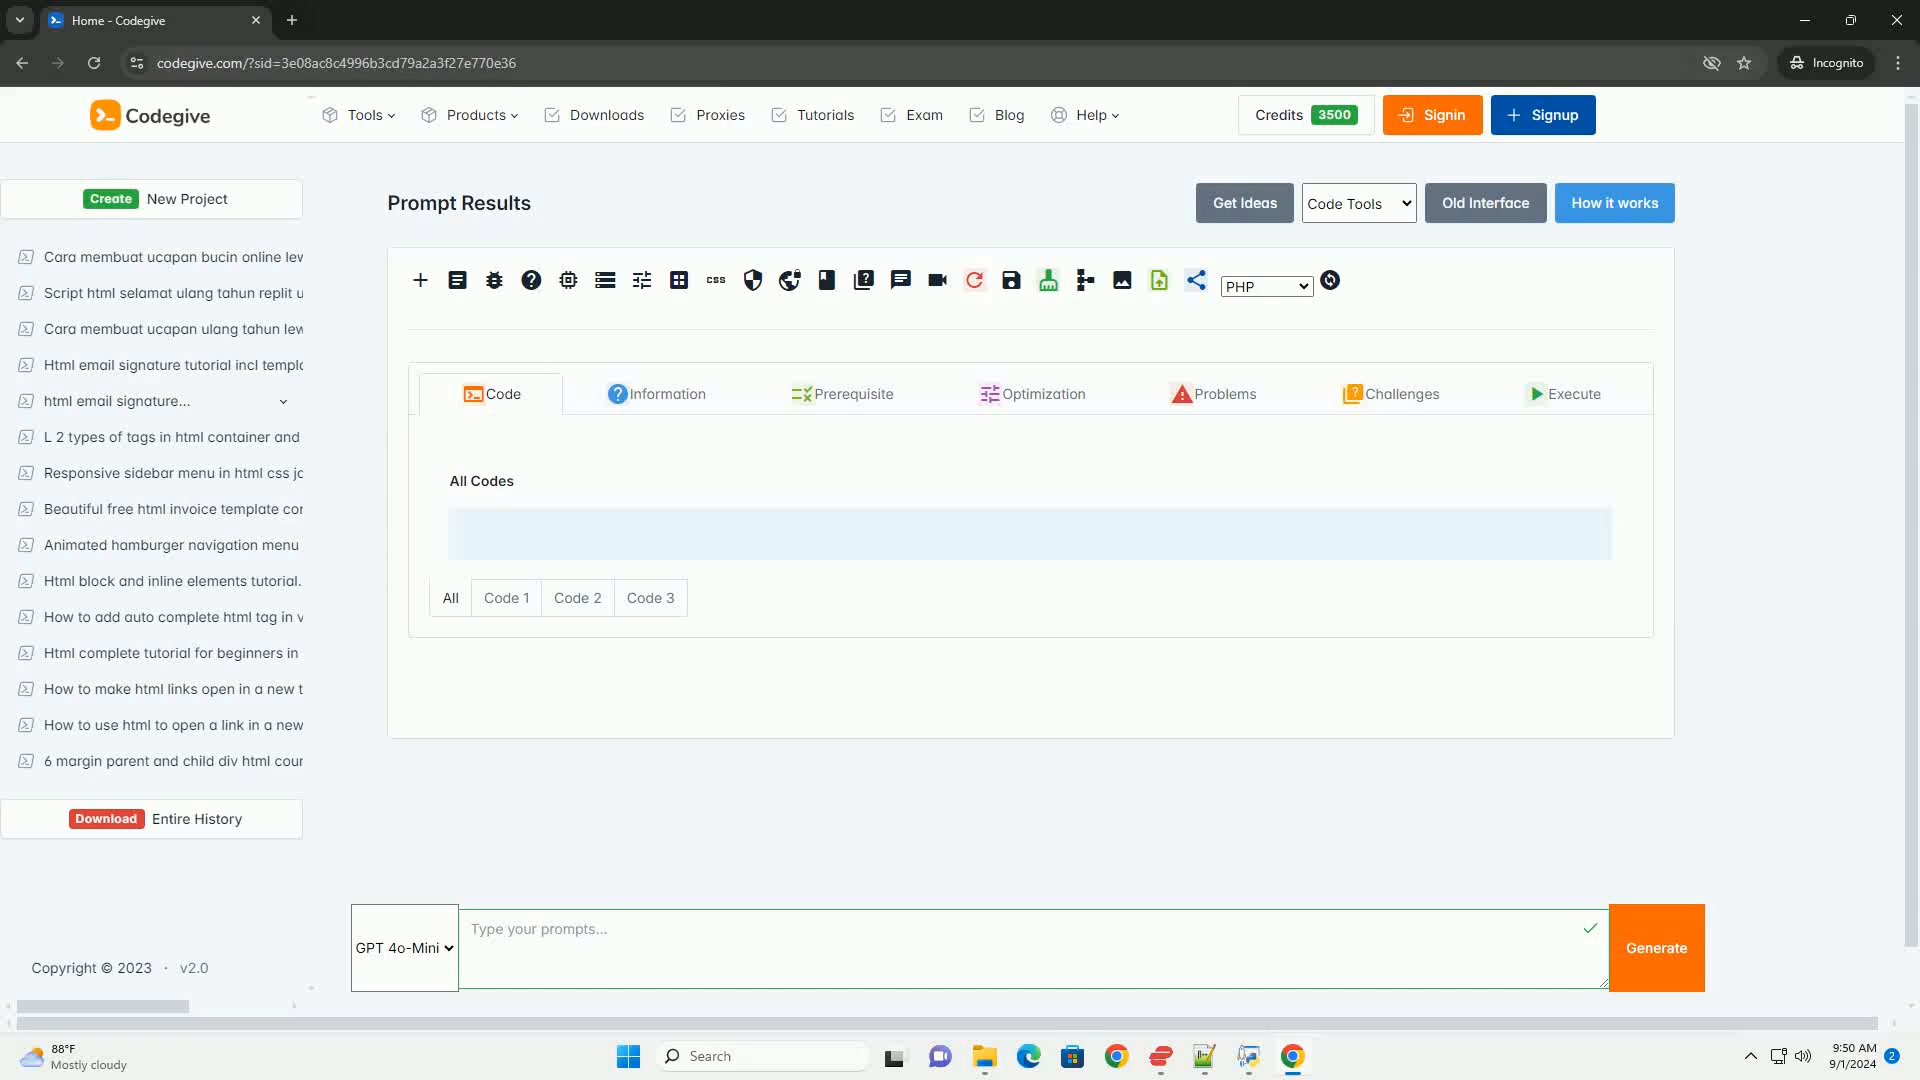 Home - Codegive
codegive.com/?sid=3e08ac8c4996b3cd79a2a3f27e770e36
Incognito
Codegive
Tools
Products
Downloads
Proxies
Tutorials
Exam
Blog
Help
Credits 3500
Signin
Signup
Create New Project
Cara membuat ucapan bucin online lew
Script html selamat ulang tahun replit u
Cara membuat ucapan ulang tahun lew
Html email signature tutorial incl templa
html email signature...
L 2 types of tags in html container and
Responsive sidebar menu in html css ja
Beautiful free html invoice template cor
Animated hamburger navigation menu
Html block and inline elements tutorial.
How to add auto complete html tag in v
Html complete tutorial for beginners in
How to make html links open in a new t
How to use html to open a link in a new
6 margin parent and child div html cour
Download Entire History
Copyright © 2023 · v2.0
Prompt Results
Get Ideas
Code Tools
Old Interface
How it works
css
PHP
Code
Information
Prerequisite
Optimization
Problems
Challenges
Execute
All Codes
All
Code 1
Code 2
Code 3
GPT 4o-Mini
Type your prompts...
Generate
88°F
Mostly cloudy
Search
9:50 AM
9/1/2024
2